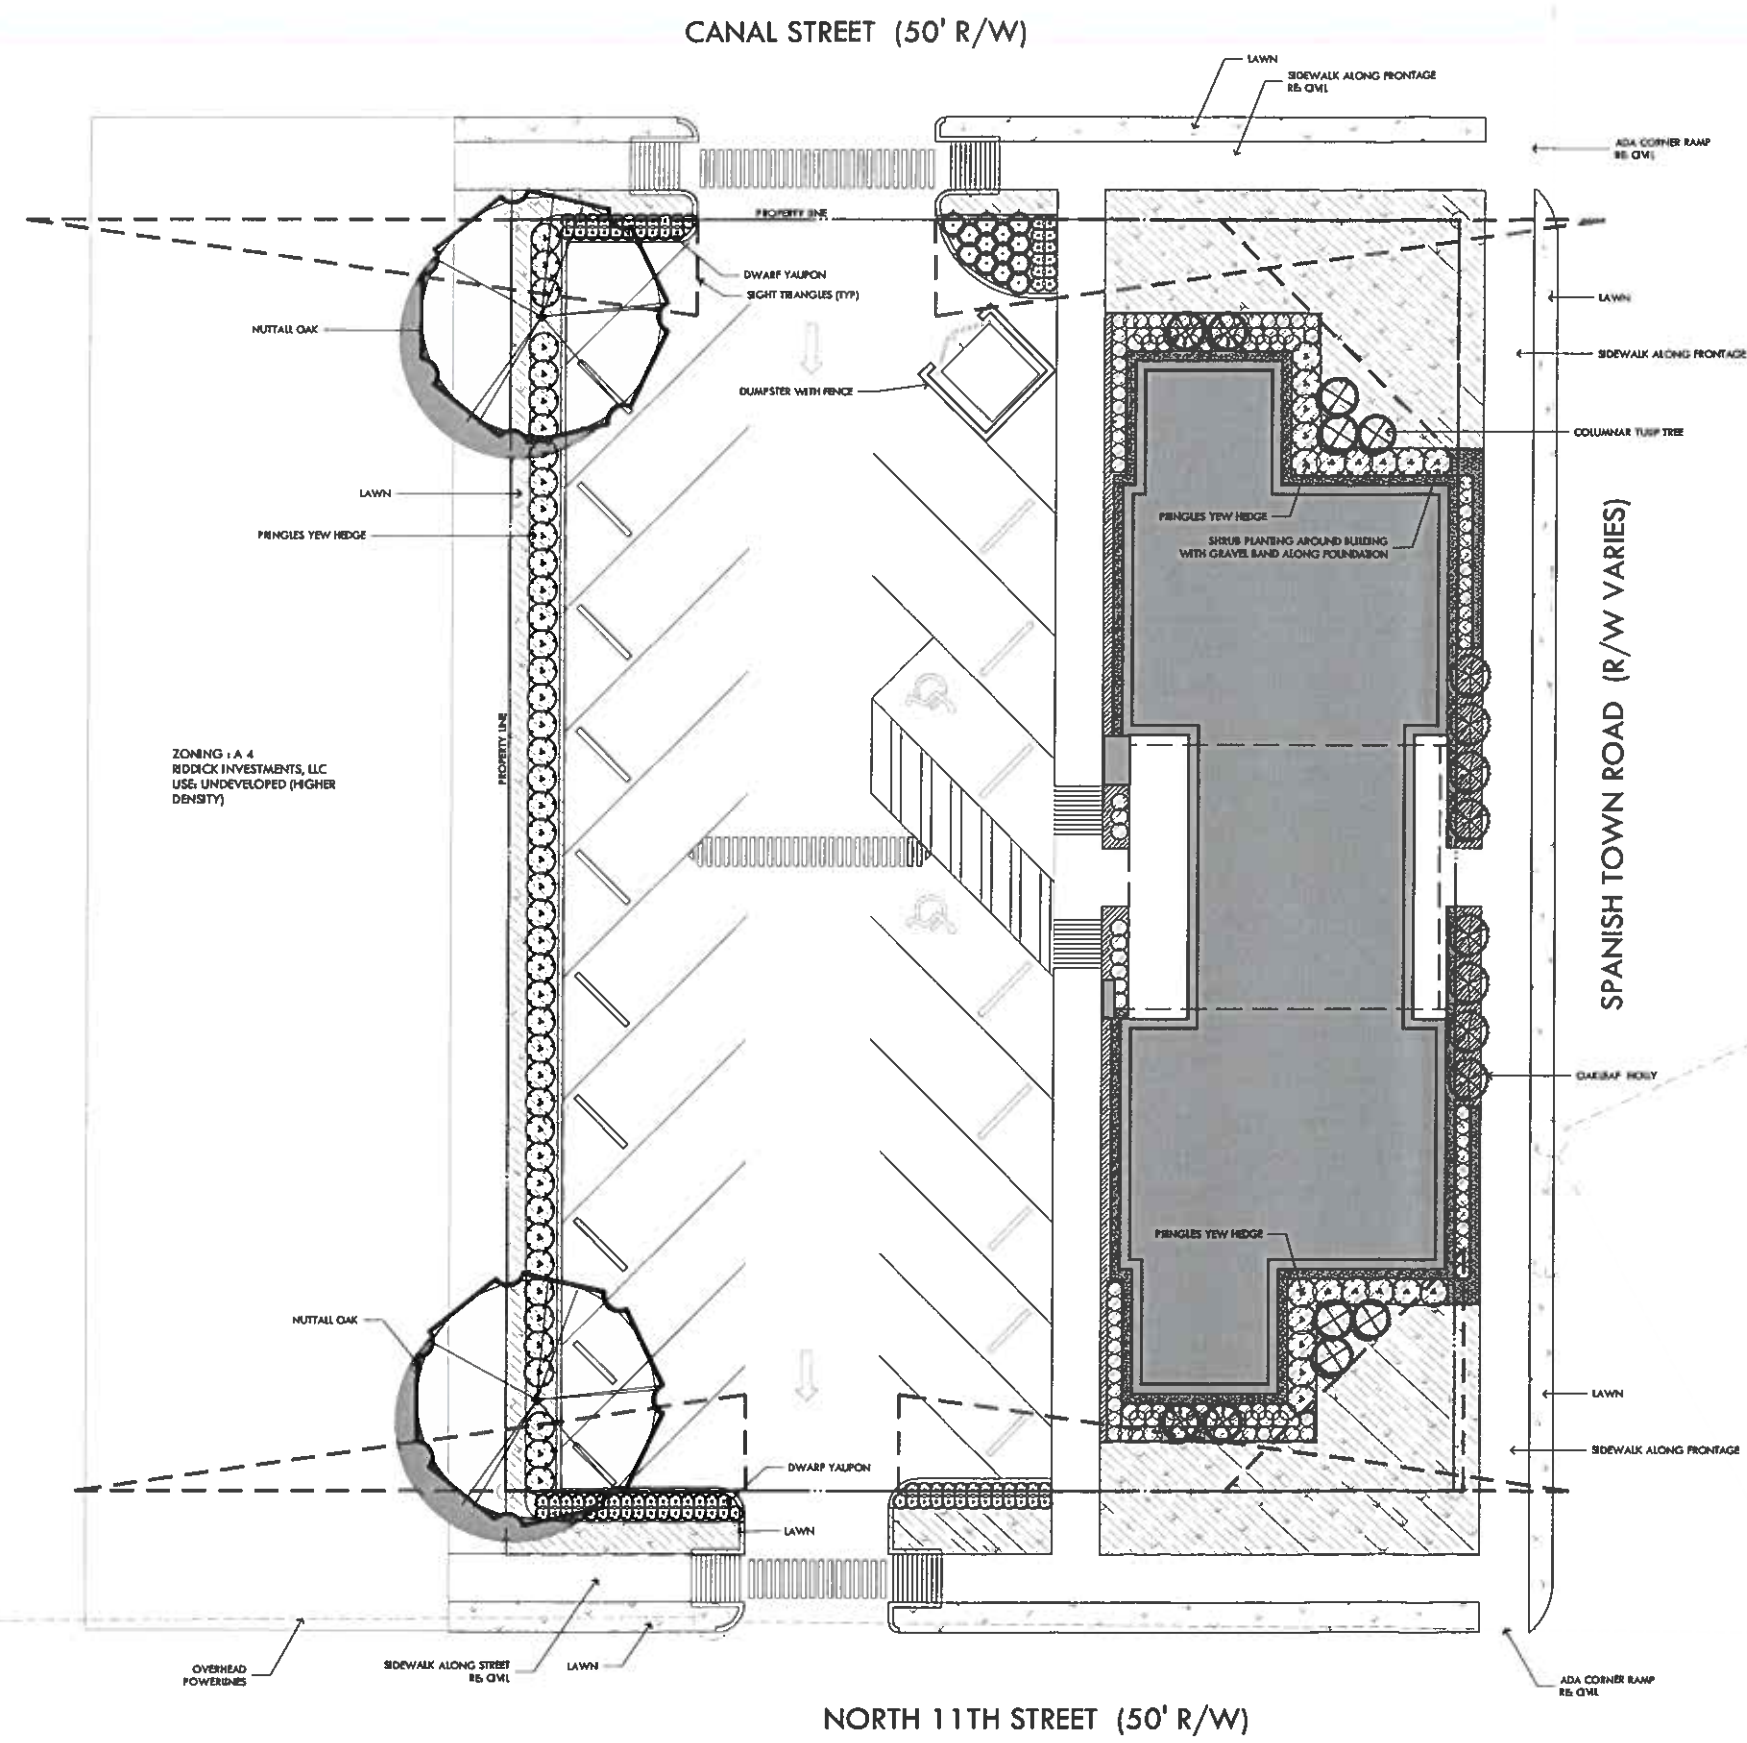 CANAL STREET (50' R/W)
LAWN
SIDEWALK ALONG FRONTAGE
RE: CIVIL
ADA CORNER RAMP
RE: CIVIL
PROPERTY LINE
DWARF YAUPON
SIGHT TRIANGLES (TYP)
LAWN
NUTTALL OAK
SIDEWALK ALONG FRONTAGE
DUMPSTER WITH FENCE
COLUMNAR TULIP TREE
LAWN
PRINGLES YEW HEDGE
PRINGLES YEW HEDGE
SHRUB PLANTING AROUND BUILDING
WITH GRAVEL BAND ALONG FOUNDATION
SPANISH TOWN ROAD (R/W VARIES)
PROPERTY LINE
ZONING : A 4
RIDDICK INVESTMENTS, LLC
USE: UNDEVELOPED (HIGHER
DENSITY)
OAKLEAF HOLLY
PRINGLES YEW HEDGE
NUTTALL OAK
LAWN
SIDEWALK ALONG FRONTAGE
DWARF YAUPON
LAWN
OVERHEAD
POWERLINES
SIDEWALK ALONG STREET
RE: CIVIL
LAWN
ADA CORNER RAMP
RE: CIVIL
NORTH 11TH STREET (50' R/W)